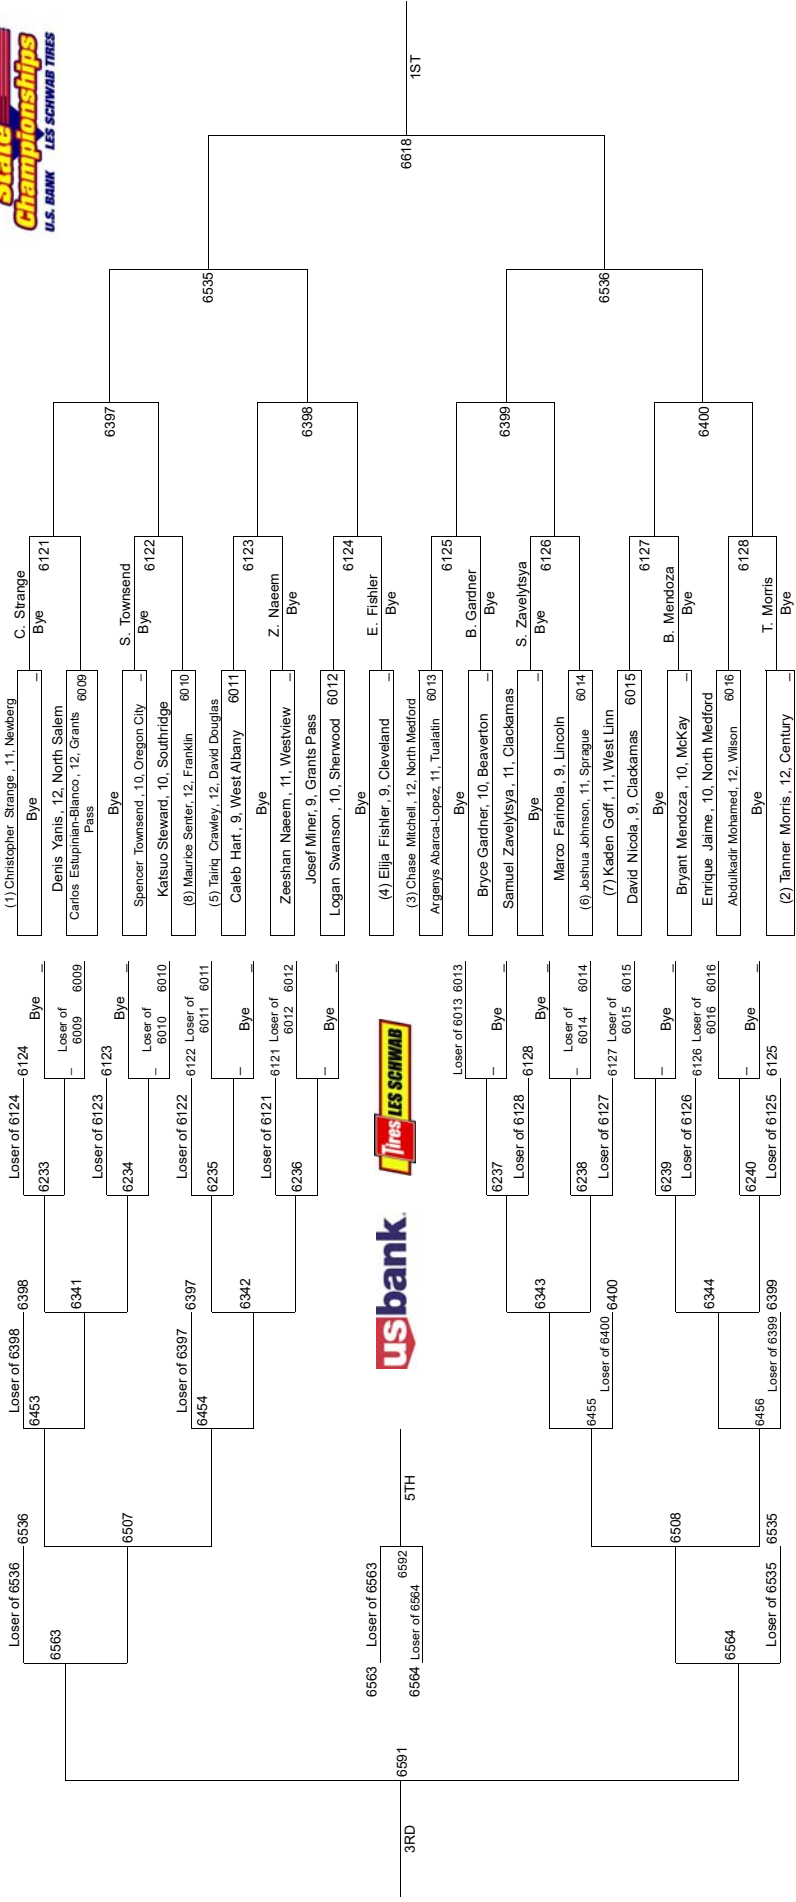 State
Championships
U.S. BANK LES SCHWAB TIRES
(1) Christopher Strange , 11, Newberg
Bye –
C. Strange
Bye
6121
Denis Yanis , 12, North Salem
Carlos Estupinian-Blanco , 12, Grants
Pass
6009
6397
Bye
Spencer Townsend , 10, Oregon City –
S. Townsend
Bye
6122
Katsuo Steward, 10, Southridge
(8) Maurice Senter, 12, Franklin 6010
6535
(5) Tairiq Crawley, 12, David Douglas
Caleb Hart , 9, West Albany 6011
6123
Bye
Zeeshan Naeem , 11, Westview –
Z. Naeem
Bye
6398
Josef Miner, 9, Grants Pass
Logan Swanson , 10, Sherwood 6012
6124
Bye
(4) Elija Fishler , 9, Cleveland –
E. Fishler
Bye
6618
1ST
(3) Chase Mitchell , 12, North Medford
Argenys Abarca-Lopez, 11, Tualatin 6013
6125
Bye
Bryce Gardner, 10, Beaverton –
B. Gardner
Bye
6399
Samuel Zavelytsya , 11, Clackamas
Bye –
S. Zavelytsya
Bye
6126
Marco Farinola , 9, Lincoln
(6) Joshua Johnson , 11, Sprague 6014
6536
(7) Kaden Goff , 11, West Linn
David Nicola , 9, Clackamas 6015
6127
Bye
Bryant Mendoza , 10, McKay –
B. Mendoza
Bye
6400
Enrique Jaime , 10, North Medford
Abdulkadir Mohamed, 12, Wilson 6016
6128
Bye
(2) Tanner Morris , 12, Century –
T. Morris
Bye
Loser of 6124 6124
Bye –
Loser of
6009 6009
–
6233
Loser of 6123 6123
Bye –
Loser of
6010 6010
–
6234
6341
Loser of 6398 6398
6453
Loser of 6122 6122
Loser of
6011 6011
Bye –
–
6235
Loser of 6121 6121
Loser of
6012 6012
Bye –
–
6236
6342
Loser of 6397 6397
6454
6507
Loser of 6536 6536
6563
usbank.
Tires LES SCHWAB
6563 Loser of 6563
6564 Loser of 6564
6592
5TH
Loser of 6013 6013
Bye –
–
6237
Loser of 6128 6128
Bye –
Loser of
6014 6014
–
6238
Loser of 6127 6127
6343
Loser of 6400 6400
6455
Loser of
6015 6015
Bye –
–
6239
Loser of 6126 6126
Loser of
6016 6016
Bye –
–
6240
Loser of 6125 6125
6344
Loser of 6399 6399
6456
6508
Loser of 6535 6535
6564
6591
3RD